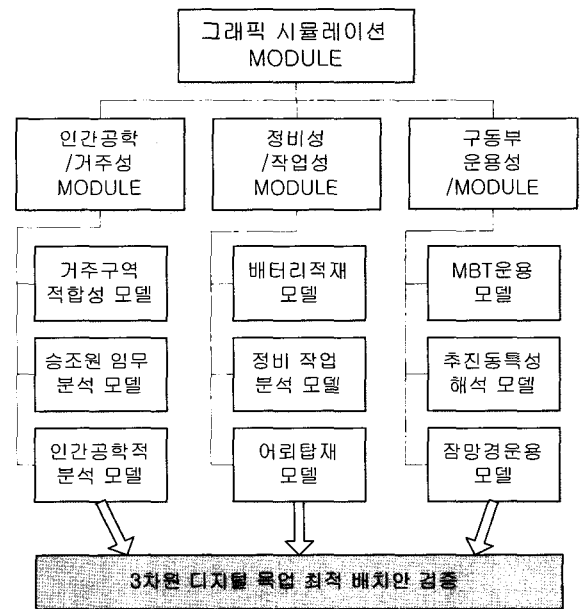 그래픽 시뮬레이션
MODULE
인간공학
/거주성
MODULE
정비성
/작업성
MODULE
구동부
운용성
/MODULE
거주구역
적합성 모델
승조원 임무
분석 모델
인간공학적
분석 모델
배터리적재
모델
정비 작업
분석 모델
어뢰탑재
모델
MBT운용
모델
추진동특성
해석 모델
잠망경운용
모델
3차원 디지털 목업 최적 배치안 검증